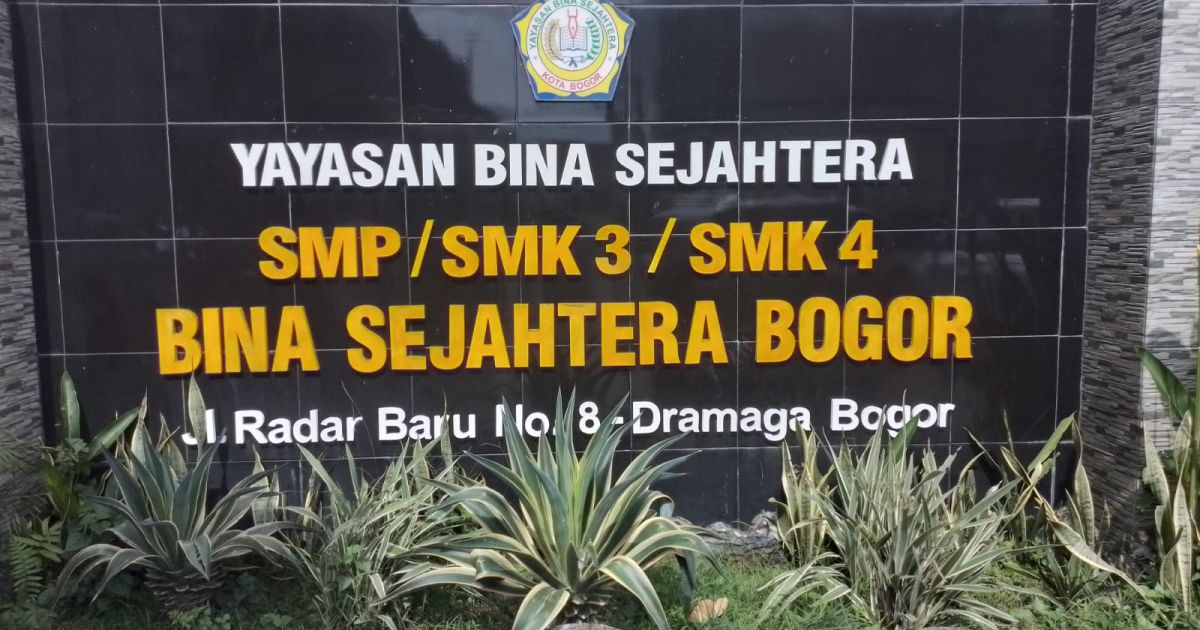 YAYASAN BINA SEJAHTERA
KOTA BOGOR
YAYASAN BINA SEJAHTERA
SMP / SMK 3 / SMK 4
BINA SEJAHTERA BOGOR
Jl. Radar Baru No. 8 - Dramaga Bogor